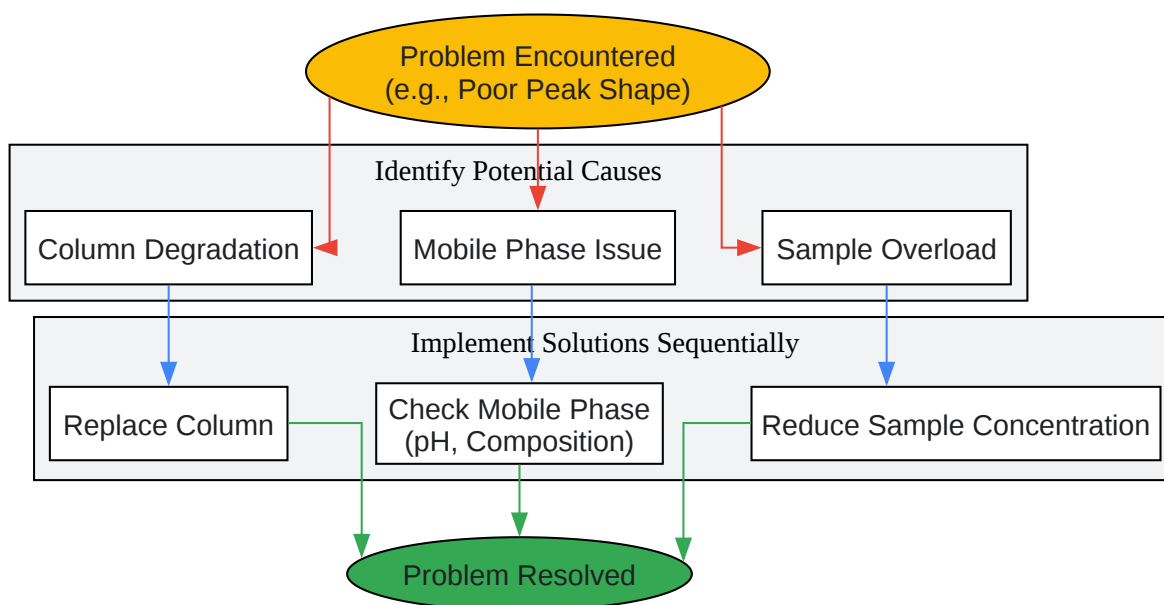 Problem Encountered
(e.g., Poor Peak Shape)
Identify Potential Causes
Column Degradation
Mobile Phase Issue
Sample Overload
Implement Solutions Sequentially
Replace Column
Check Mobile Phase
(pH, Composition)
Reduce Sample Concentration
Problem Resolved